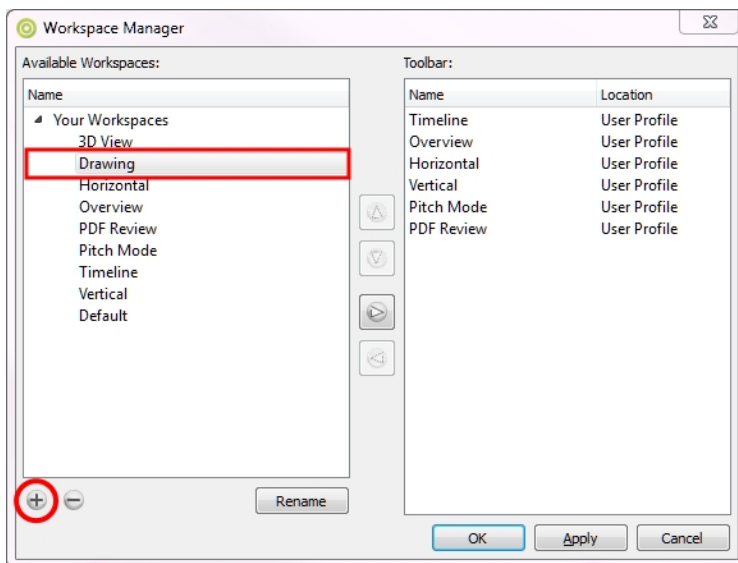 Workspace Manager
Available Workspaces:
Name
Your Workspaces
3D View
Drawing
Horizontal
Overview
PDF Review
Pitch Mode
Timeline
Vertical
Default
Rename
Toolbar:
Name Location
Timeline User Profile
Overview User Profile
Horizontal User Profile
Vertical User Profile
Pitch Mode User Profile
PDF Review User Profile
OK Apply Cancel